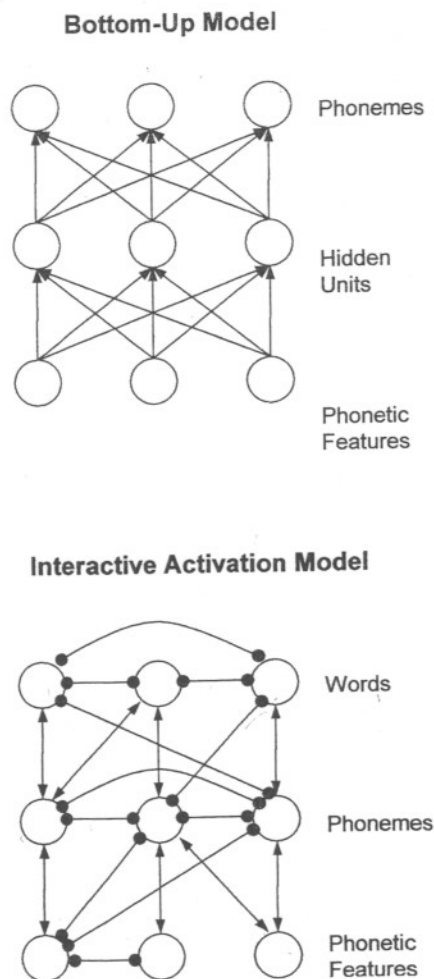 Bottom-Up Model
Phonemes
Hidden
Units
Phonetic
Features
Interactive Activation Model
Words
Phonemes
Phonetic
Features